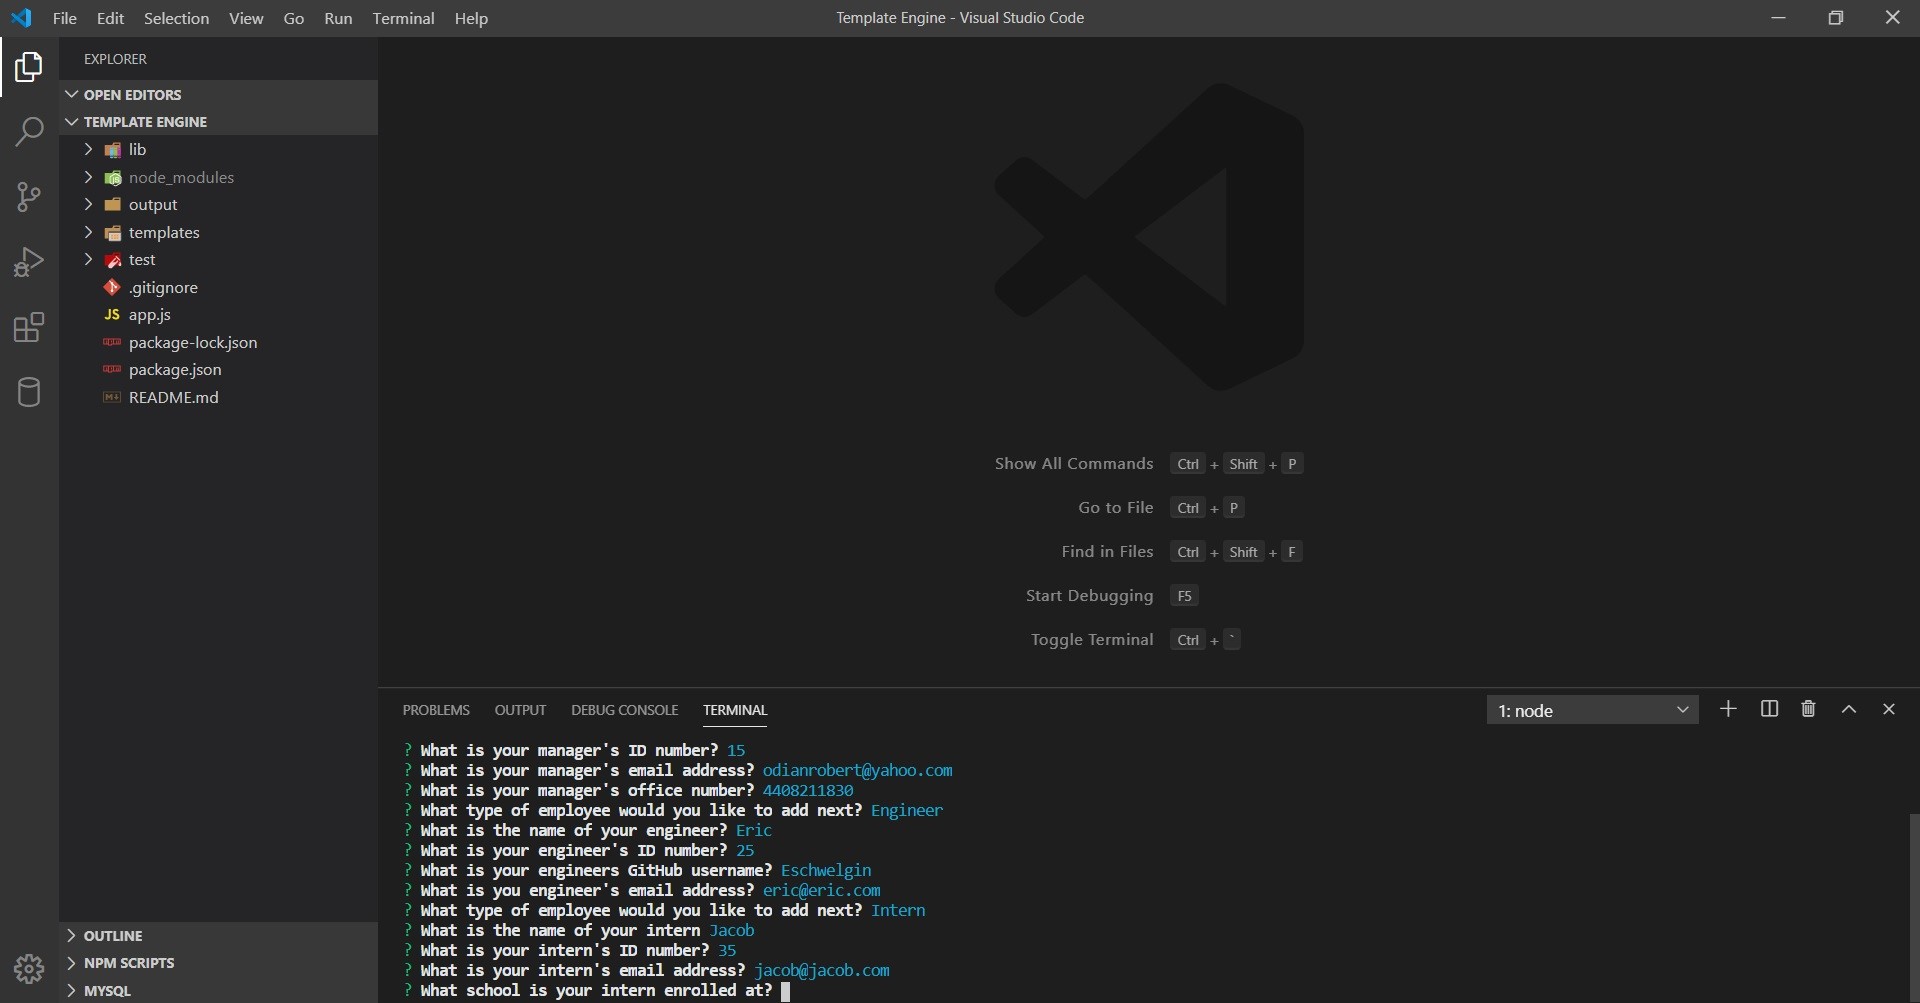 File Edit Selection View Go Run Terminal Help
Template Engine - Visual Studio Code
EXPLORER
OPEN EDITORS
TEMPLATE ENGINE
lib
node_modules
output
templates
test
.gitignore
JS app.js
package-lock.json
package.json
README.md
OUTLINE
NPM SCRIPTS
MYSQL
Show All Commands Ctrl + Shift + P
Go to File Ctrl + P
Find in Files Ctrl + Shift + F
Start Debugging F5
Toggle Terminal Ctrl + `
PROBLEMS OUTPUT DEBUG CONSOLE TERMINAL
1: node
? What is your manager's ID number? 15
? What is your manager's email address? odianrobert@yahoo.com
? What is your manager's office number? 4408211830
? What type of employee would you like to add next? Engineer
? What is the name of your engineer? Eric
? What is your engineer's ID number? 25
? What is your engineers GitHub username? Eschwelgin
? What is you engineer's email address? eric@eric.com
? What type of employee would you like to add next? Intern
? What is the name of your intern Jacob
? What is your intern's ID number? 35
? What is your intern's email address? jacob@jacob.com
? What school is your intern enrolled at?